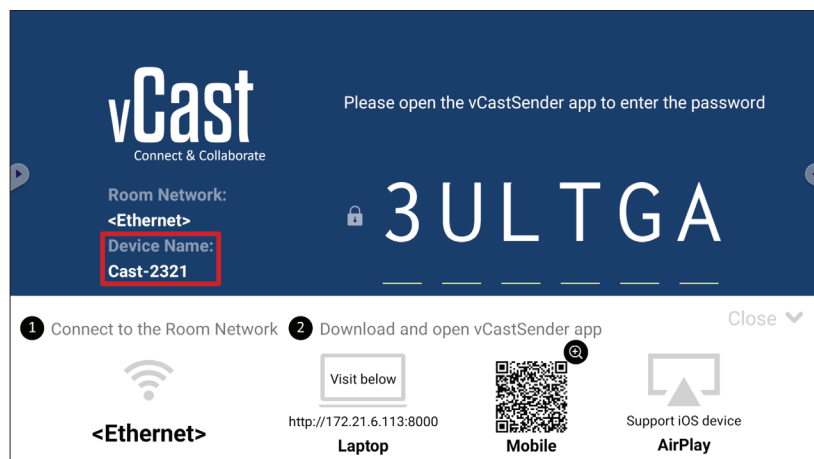 vCast
Connect & Collaborate
Please open the vCastSender app to enter the password
Room Network:
<Ethernet>
Device Name:
Cast-2321
3ULTGA
1 Connect to the Room Network
2 Download and open vCastSender app
Close
<Ethernet>
Visit below
http://172.21.6.113:8000
Laptop
Mobile
Support iOS device
AirPlay